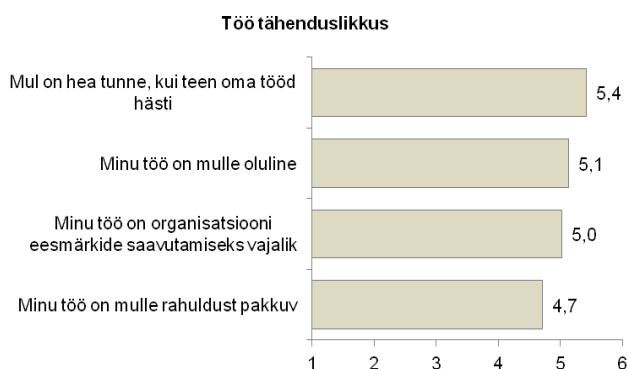 Töö tähenduslikkus
Mul on hea tunne, kui teen oma tööd
hästi
5,4
Minu töö on mulle oluline
5,1
Minu töö on organisatsiooni
eesmärkide saavutamiseks vajalik
5,0
Minu töö on mulle rahuldust pakkuv
4,7
1 2 3 4 5 6